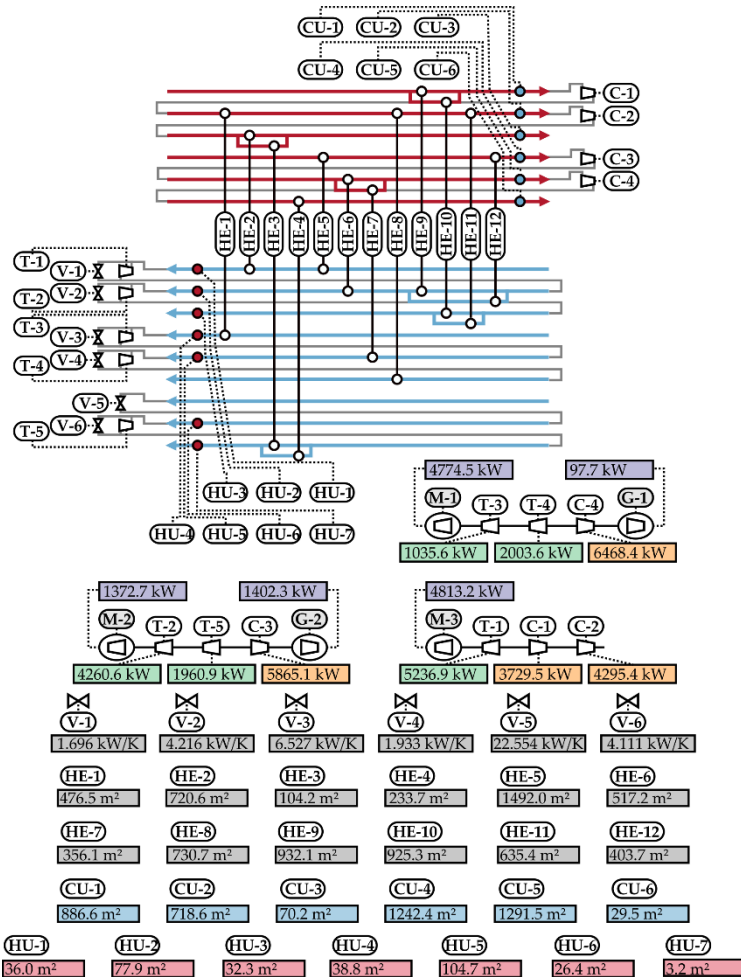 CU-1 CU-2 CU-3
CU-4 CU-5 CU-6
C-1
C-2
C-3
C-4
HE-1 HE-2 HE-3 HE-4 HE-5 HE-6 HE-7 HE-8 HE-9 HE-10 HE-11 HE-12
T-1
V-1
V-2
T-2
T-3
V-3
V-4
T-4
V-5
V-6
T-5
HU-3 HU-2 HU-1
HU-4 HU-5 HU-6 HU-7
4774.5 kW 97.7 kW
M-1 T-3 T-4 C-4 G-1
1035.6 kW 2003.6 kW 6468.4 kW
1372.7 kW 1402.3 kW 4813.2 kW
M-2 T-2 T-5 C-3 G-2 M-3 T-1 C-1 C-2
4260.6 kW 1960.9 kW 5865.1 kW 5236.9 kW 3729.5 kW 4295.4 kW
V-1 V-2 V-3 V-4 V-5 V-6
1.696 kW/K 4.216 kW/K 6.527 kW/K 1.933 kW/K 22.554 kW/K 4.111 kW/K
HE-1 HE-2 HE-3 HE-4 HE-5 HE-6
476.5 m² 720.6 m² 104.2 m² 233.7 m² 1492.0 m² 517.2 m²
HE-7 HE-8 HE-9 HE-10 HE-11 HE-12
356.1 m² 730.7 m² 932.1 m² 925.3 m² 635.4 m² 403.7 m²
CU-1 CU-2 CU-3 CU-4 CU-5 CU-6
886.6 m² 718.6 m² 70.2 m² 1242.4 m² 1291.5 m² 29.5 m²
HU-1 HU-2 HU-3 HU-4 HU-5 HU-6 HU-7
36.0 m² 77.9 m² 32.3 m² 38.8 m² 104.7 m² 26.4 m² 3.2 m²